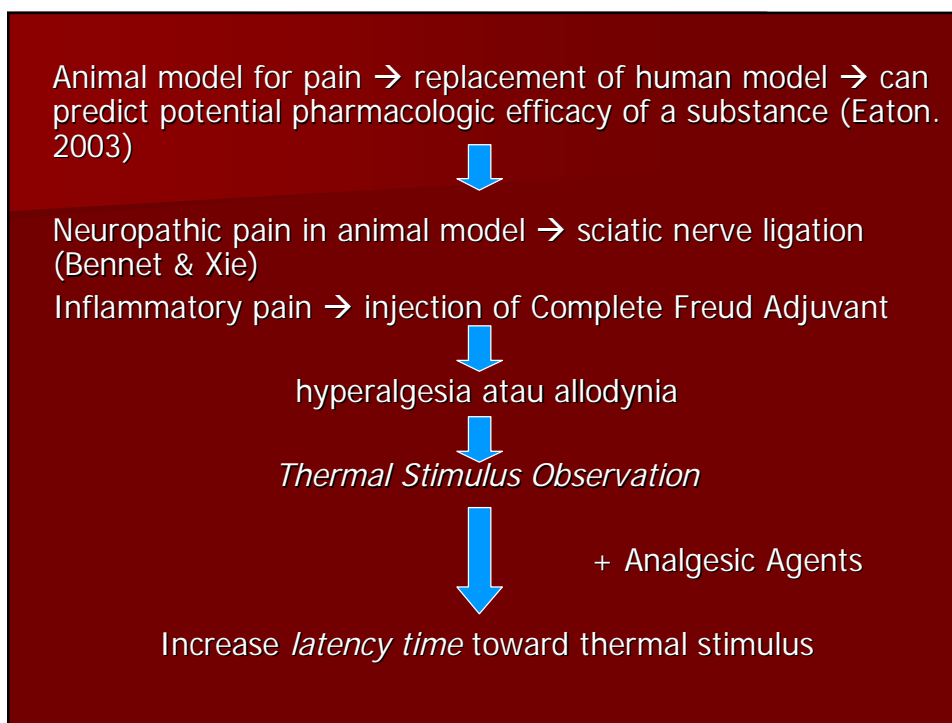 Animal model for pain → replacement of human model → can
predict potential pharmacologic efficacy of a substance (Eaton.
2003)
Neuropathic pain in animal model → sciatic nerve ligation
(Bennet & Xie)
Inflammatory pain → injection of Complete Freud Adjuvant
hyperalgesia atau allodynia
Thermal Stimulus Observation
+ Analgesic Agents
Increase latency time toward thermal stimulus